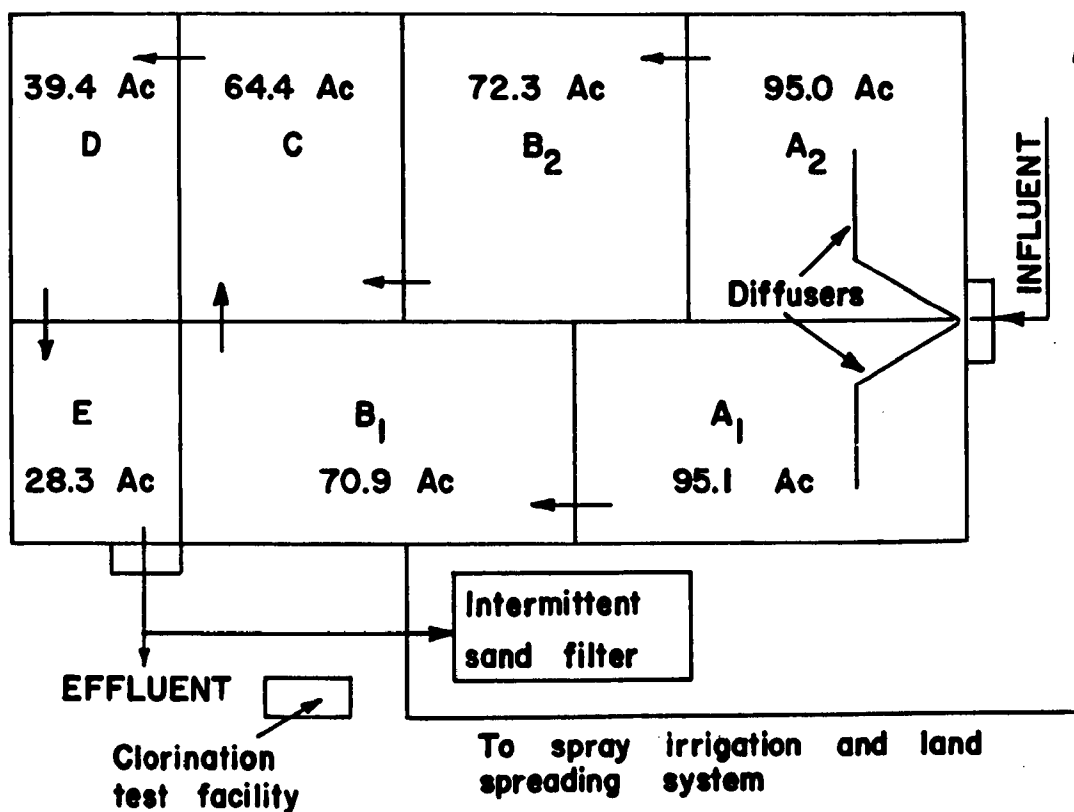 39.4 Ac
D
64.4 Ac
C
72.3 Ac
B2
95.0 Ac
A2
INFLUENT
Diffusers
E
28.3 Ac
B1
70.9 Ac
A1
95.1 Ac
Intermittent
sand filter
EFFLUENT
Clorination
test facility
To spray irrigation and land
spreading system